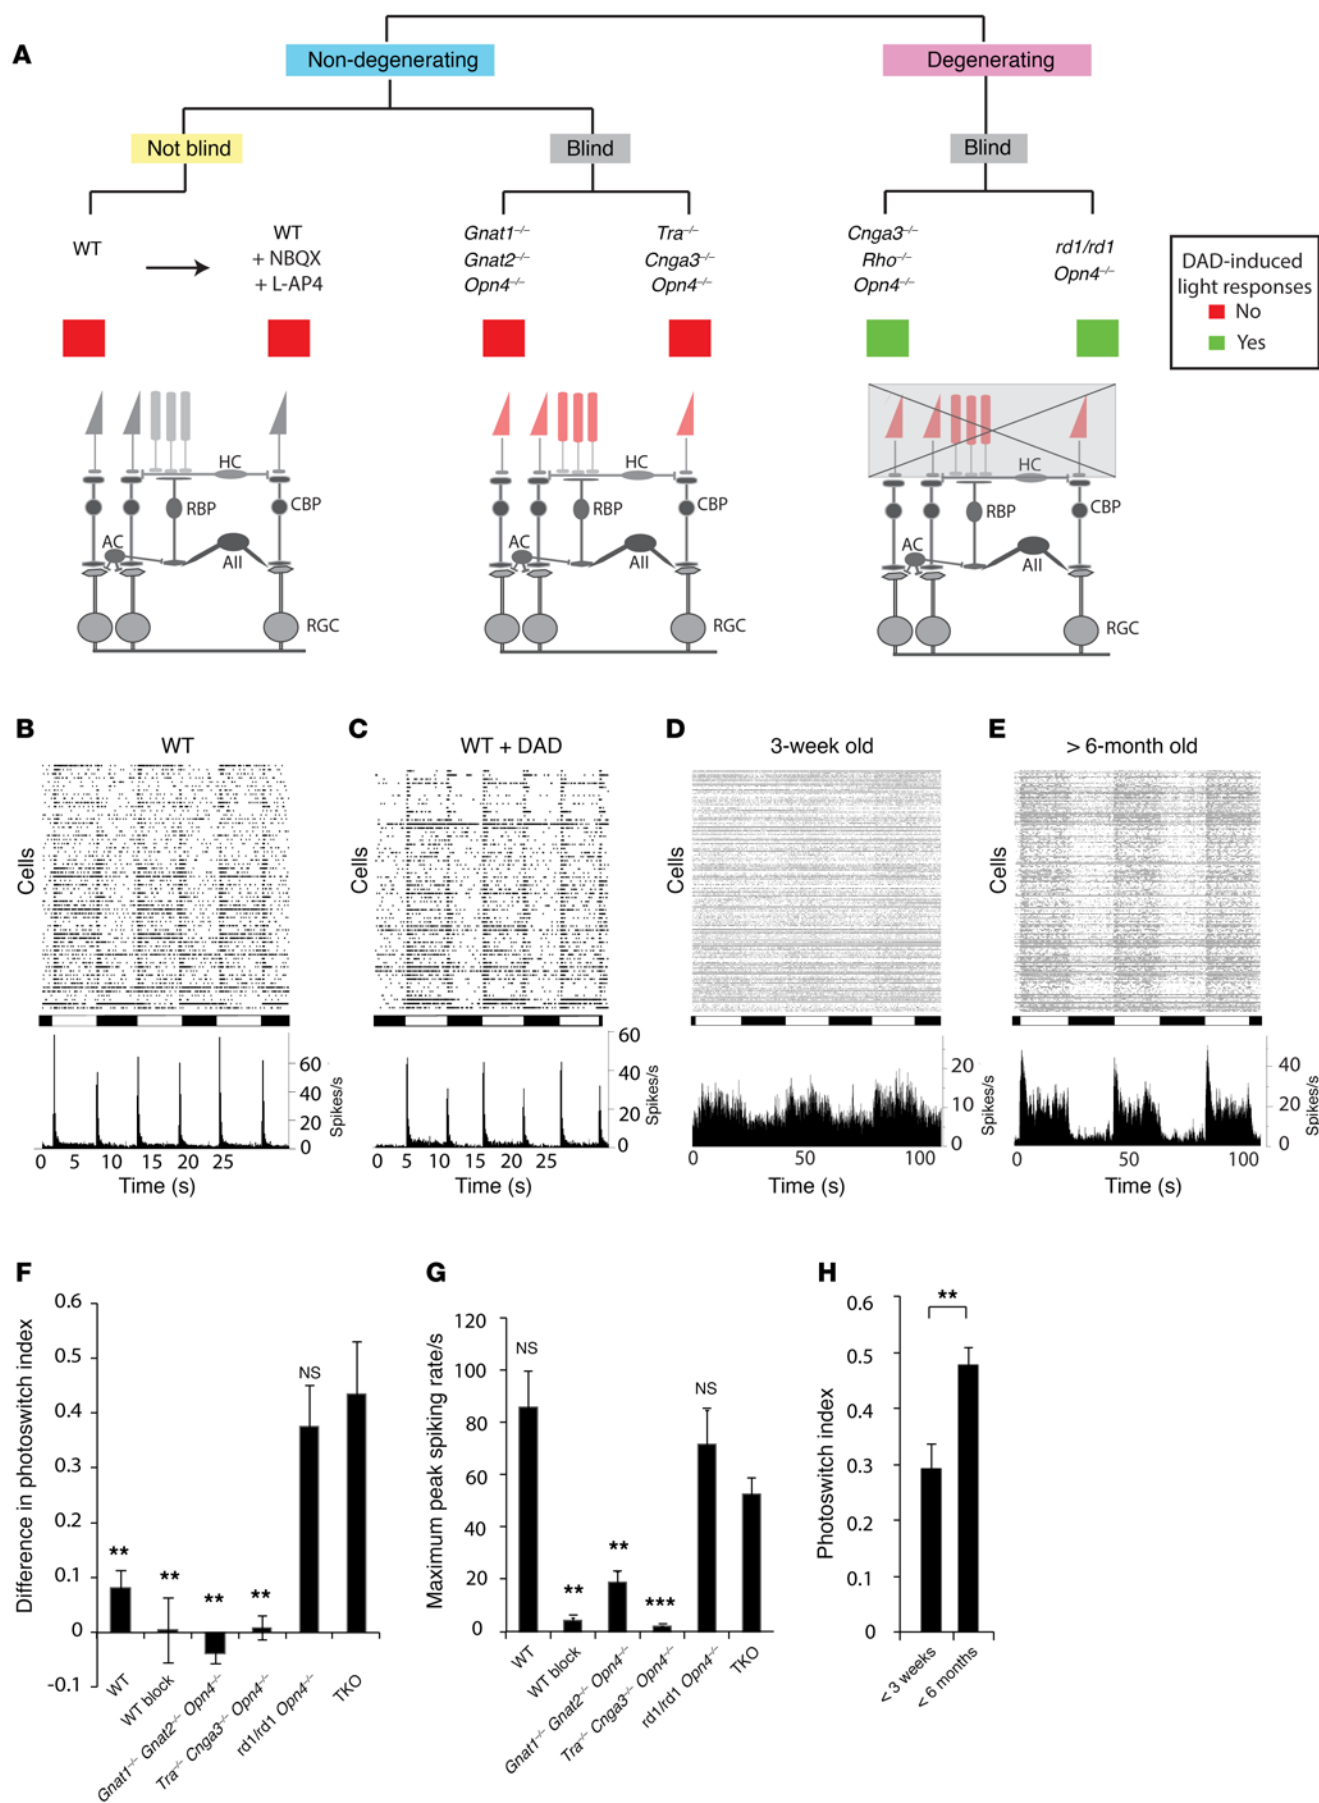 A
Non-degenerating
Degenerating
Not blind
Blind
Blind
WT
WT
+ NBQX
+ L-AP4
Gnat1–/–
Gnat2–/–
Opn4–/–
Tra–/–
Cnga3–/–
Opn4–/–
Cnga3–/–
Rho–/–
Opn4–/–
rd1/rd1
Opn4–/–
DAD-induced
light responses
No
Yes
HC
RBP
CBP
AC
AII
RGC
HC
RBP
CBP
AC
AII
RGC
HC
RBP
CBP
AC
AII
RGC
B
WT
Cells
60
40
20
0
Spikes/s
0 5 10 15 20 25
Time (s)
C
WT + DAD
Cells
60
40
20
0
Spikes/s
0 5 10 15 20 25
Time (s)
D
3-week old
Cells
20
10
0
Spikes/s
0 50 100
Time (s)
E
> 6-month old
Cells
40
20
0
Spikes/s
0 50 100
Time (s)
F
Difference in photoswitch index
0.6
0.5
0.4
0.3
0.2
0.1
0
-0.1
**
**
**
**
NS
WT
WT block
Gnat1–/– Gnat2–/– Opn4–/–
Tra–/– Cnga3–/– Opn4–/–
rd1/rd1 Opn4–/–
TKO
G
Maximum peak spiking rate/s
120
100
80
60
40
20
0
NS
**
**
***
NS
WT
WT block
Gnat1–/– Gnat2–/– Opn4–/–
Tra–/– Cnga3–/– Opn4–/–
rd1/rd1 Opn4–/–
TKO
H
Photoswitch index
0.6
0.5
0.4
0.3
0.2
0.1
0
**
< 3 weeks
< 6 months